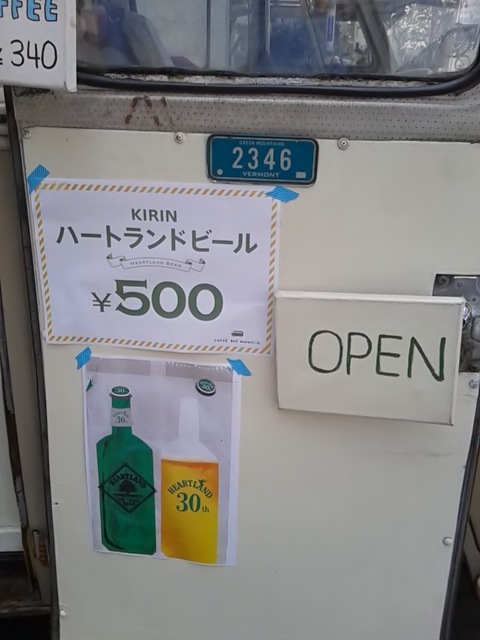 FFEE
¥340
GREEN MOUNTAINS
2346
VERMONT
KIRIN
ハートランドビール
HEARTLAND BEER
¥500
OPEN
30
HEARTLAND
HEARTLAND
30th